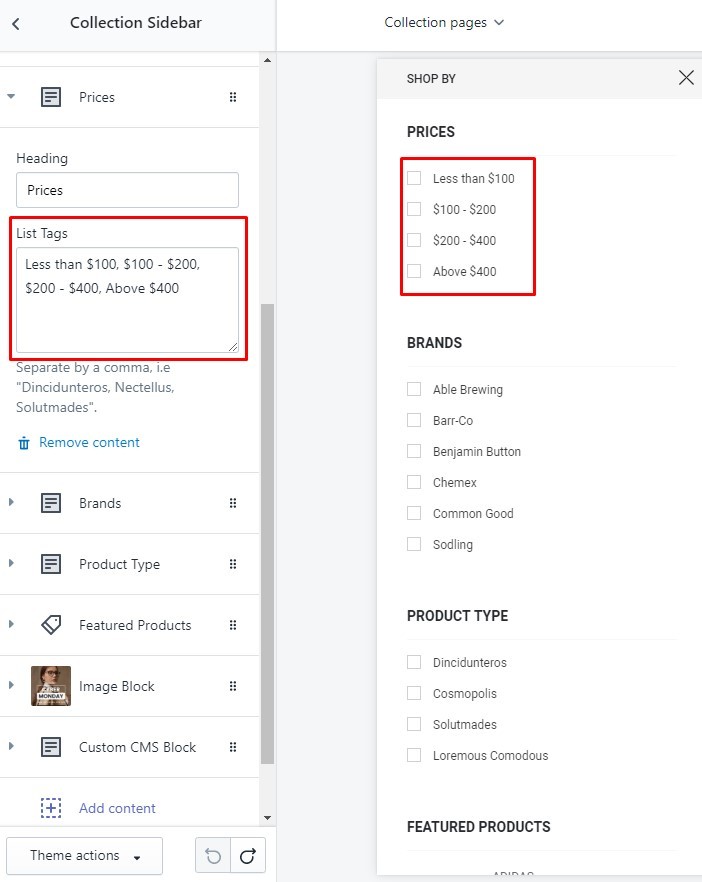 Collection Sidebar
Prices
Heading
Prices
List Tags
Less than $100, $100 - $200,
$200 - $400, Above $400
Separate by a comma, i.e
"Dincidunteros, Nectellus,
Solutmades".
Remove content
Brands
Product Type
Featured Products
CYBER
MONDAY
Image Block
Custom CMS Block
Add content
Theme actions
Collection pages
SHOP BY
PRICES
Less than $100
$100 - $200
$200 - $400
Above $400
BRANDS
Able Brewing
Barr-Co
Benjamin Button
Chemex
Common Good
Sodling
PRODUCT TYPE
Dincidunteros
Cosmopolis
Solutmades
Loremous Comodous
FEATURED PRODUCTS
ADIDAS